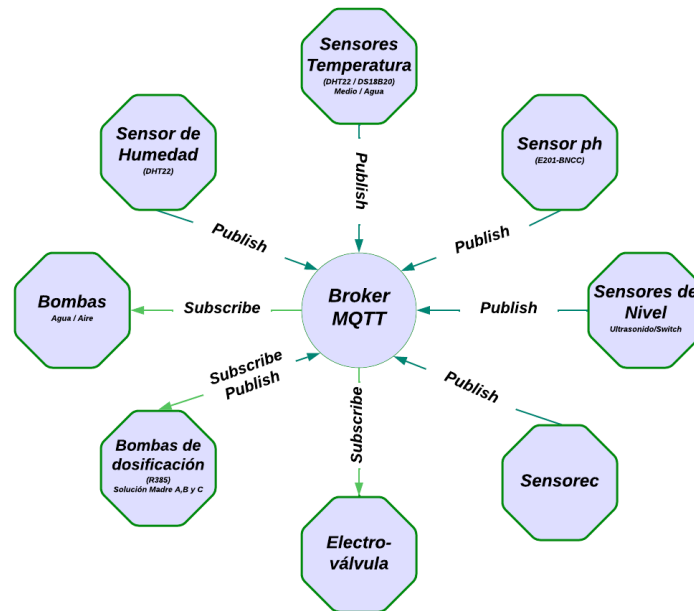 Sensores
Temperatura
(DHT22 / DS18B20)
Medio / Agua
Sensor de
Humedad
(DHT22)
Sensor ph
(E201-BNCC)
Publish
Publish
Publish
Bombas
Agua / Aire
Subscribe
Broker
MQTT
Publish
Sensores de
Nivel
Ultrasonido/Switch
Subscribe
Publish
Subscribe
Publish
Bombas de
dosificación
(R385)
Solución Madre A,B y C
Sensorec
Electro-
válvula